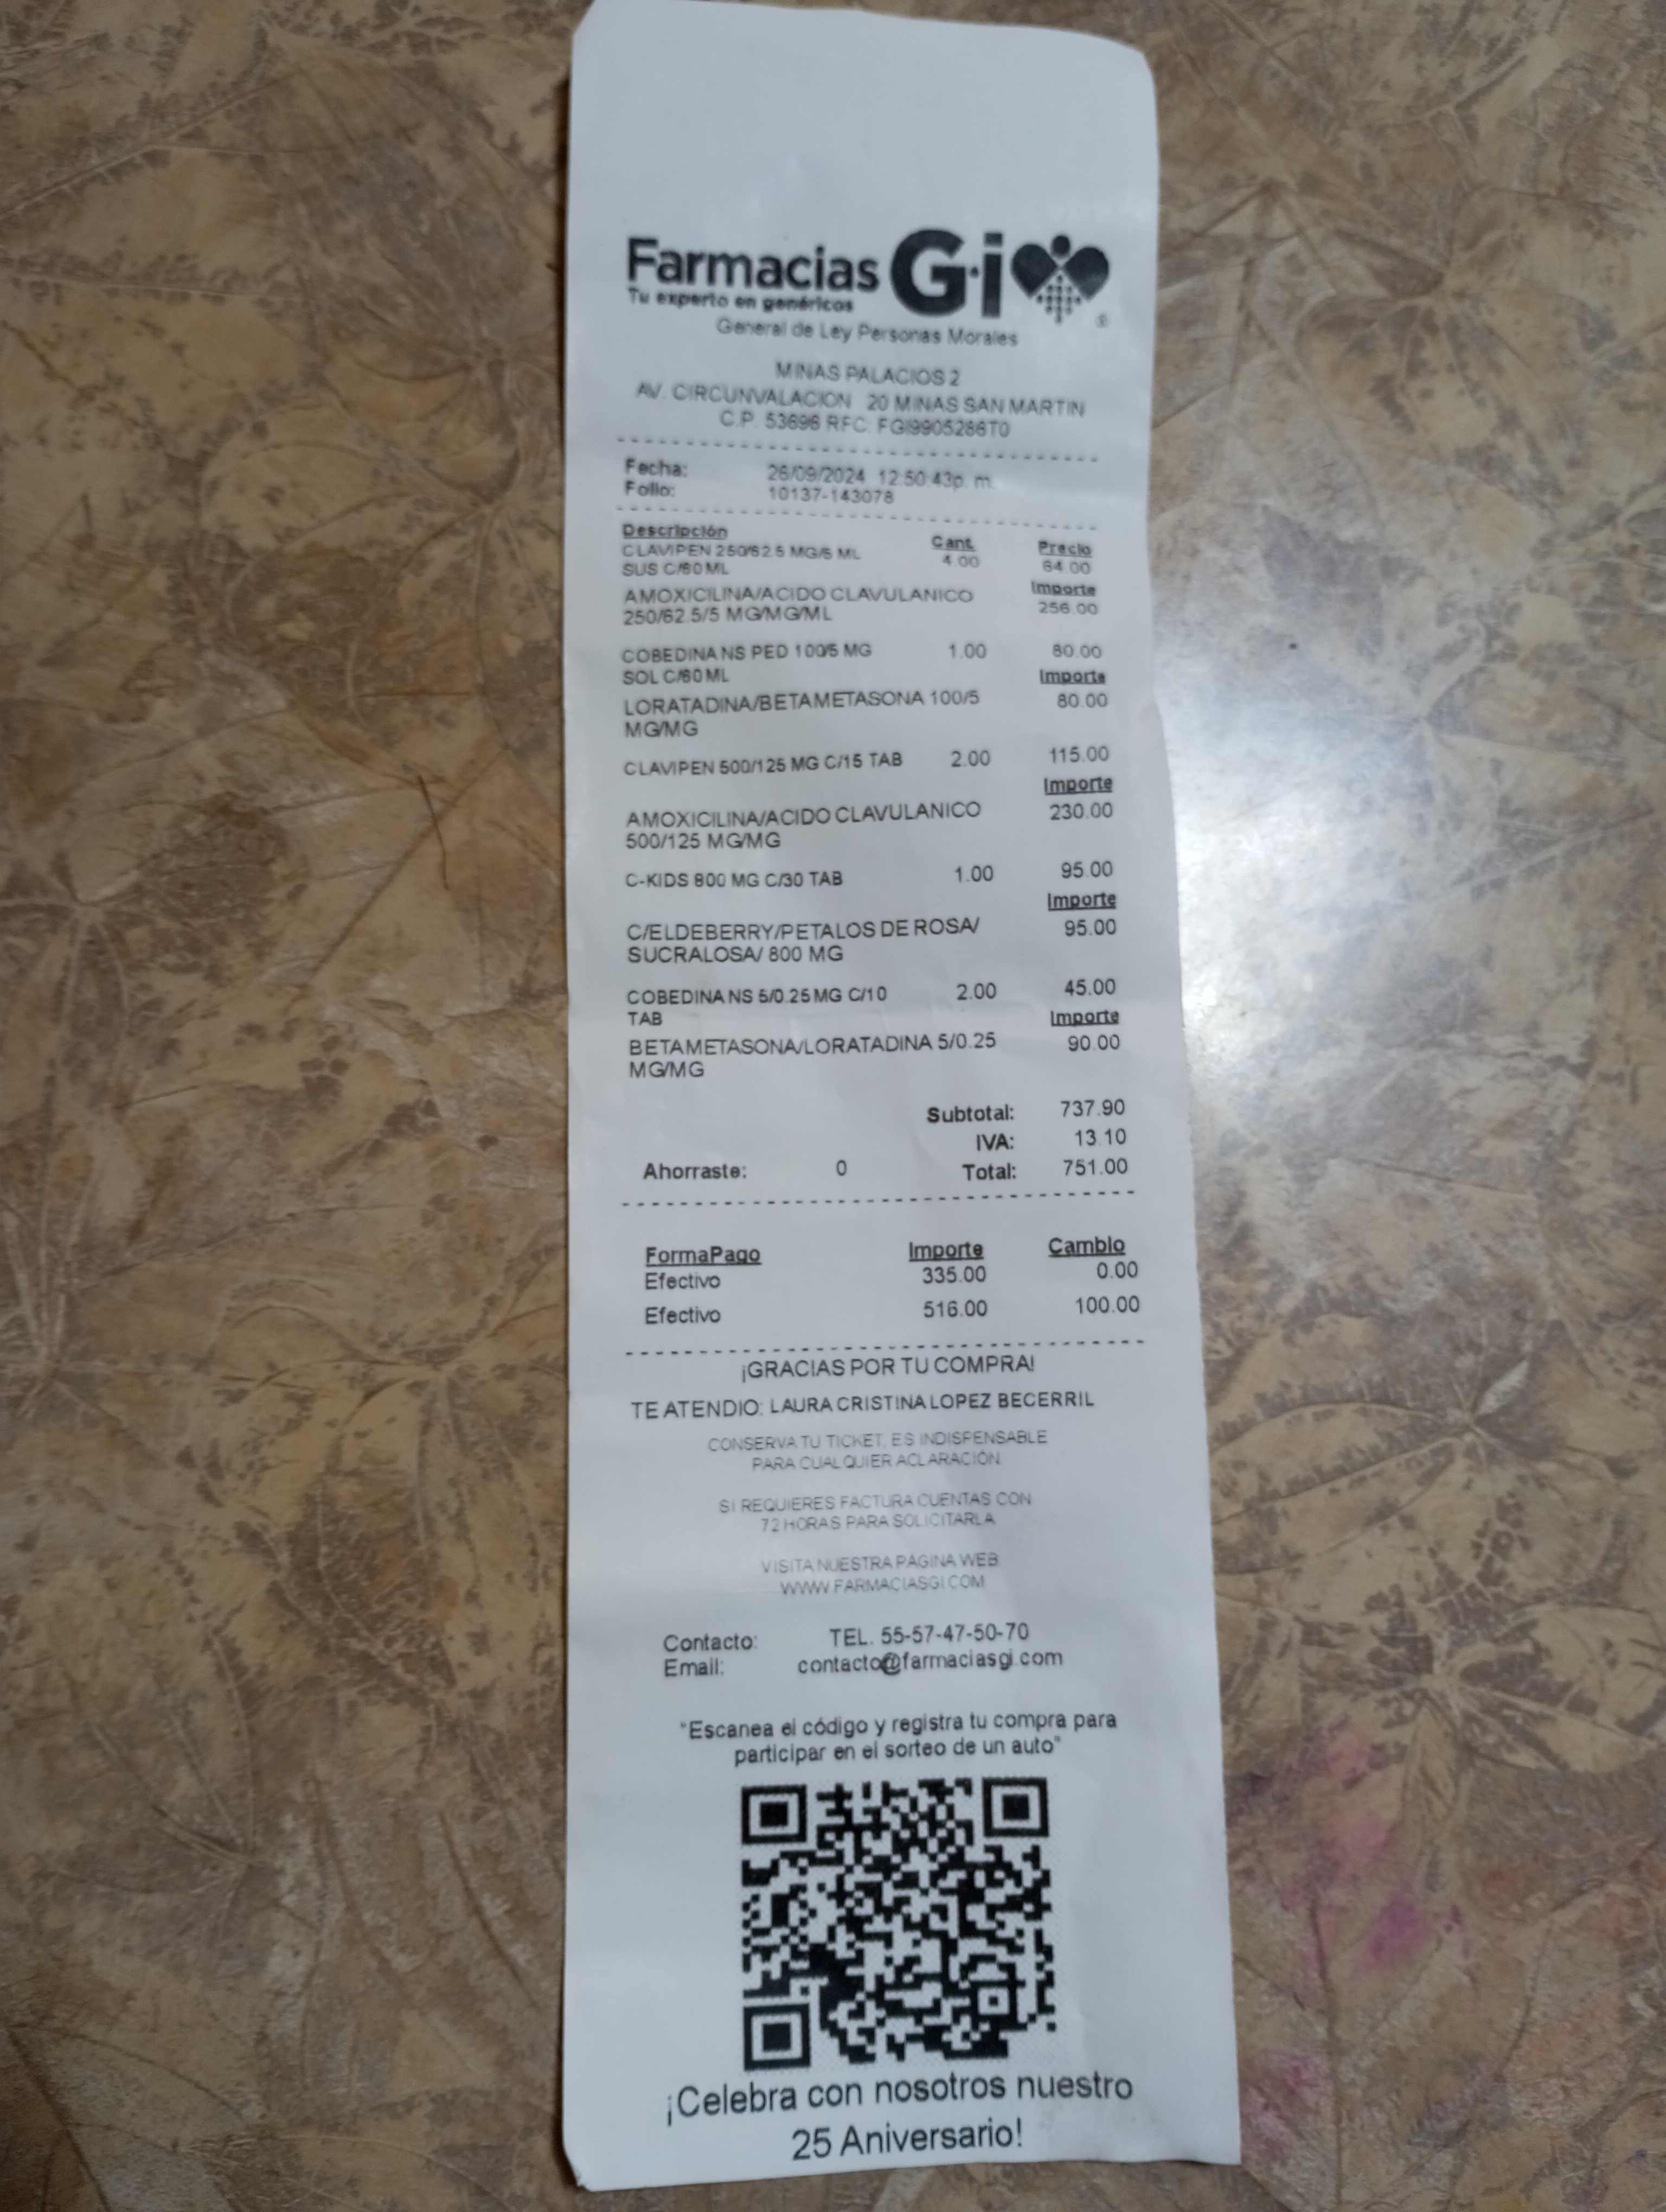 Farmacias G·i
Tu experto en genéricos
®
General de Ley Personas Morales
MINAS PALACIOS 2
AV. CIRCUNVALACION 20 MINAS SAN MARTIN
C.P. 53696 RFC: FGI9905286T0
Fecha: 26/09/2024 12:50:43p. m.
Folio: 10137-143078
Descripción Cant. Precio
CLAVIPEN 250/62.5 MG/5 ML 4.00 64.00
SUS C/60 ML Importe
AMOXICILINA/ACIDO CLAVULANICO 256.00
250/62.5/5 MG/MG/ML
COBEDINA NS PED 100/5 MG 1.00 80.00
SOL C/60 ML Importe
LORATADINA/BETAMETASONA 100/5 80.00
MG/MG
CLAVIPEN 500/125 MG C/15 TAB 2.00 115.00
Importe
AMOXICILINA/ACIDO CLAVULANICO 230.00
500/125 MG/MG
C-KIDS 800 MG C/30 TAB 1.00 95.00
Importe
C/ELDEBERRY/PETALOS DE ROSA/ 95.00
SUCRALOSA/ 800 MG
COBEDINA NS 5/0.25 MG C/10 2.00 45.00
TAB Importe
BETAMETASONA/LORATADINA 5/0.25 90.00
MG/MG
Subtotal: 737.90
IVA: 13.10
Ahorraste: 0 Total: 751.00
FormaPago Importe Cambio
Efectivo 335.00 0.00
Efectivo 516.00 100.00
¡GRACIAS POR TU COMPRA!
TE ATENDIO: LAURA CRISTINA LOPEZ BECERRIL
CONSERVA TU TICKET, ES INDISPENSABLE
PARA CUALQUIER ACLARACIÓN.
SI REQUIERES FACTURA CUENTAS CON
72 HORAS PARA SOLICITARLA
VISITA NUESTRA PÁGINA WEB
WWW.FARMACIASGI.COM
Contacto: TEL. 55-57-47-50-70
Email: contacto@farmaciasgi.com
"Escanea el código y registra tu compra para
participar en el sorteo de un auto"
¡Celebra con nosotros nuestro
25 Aniversario!